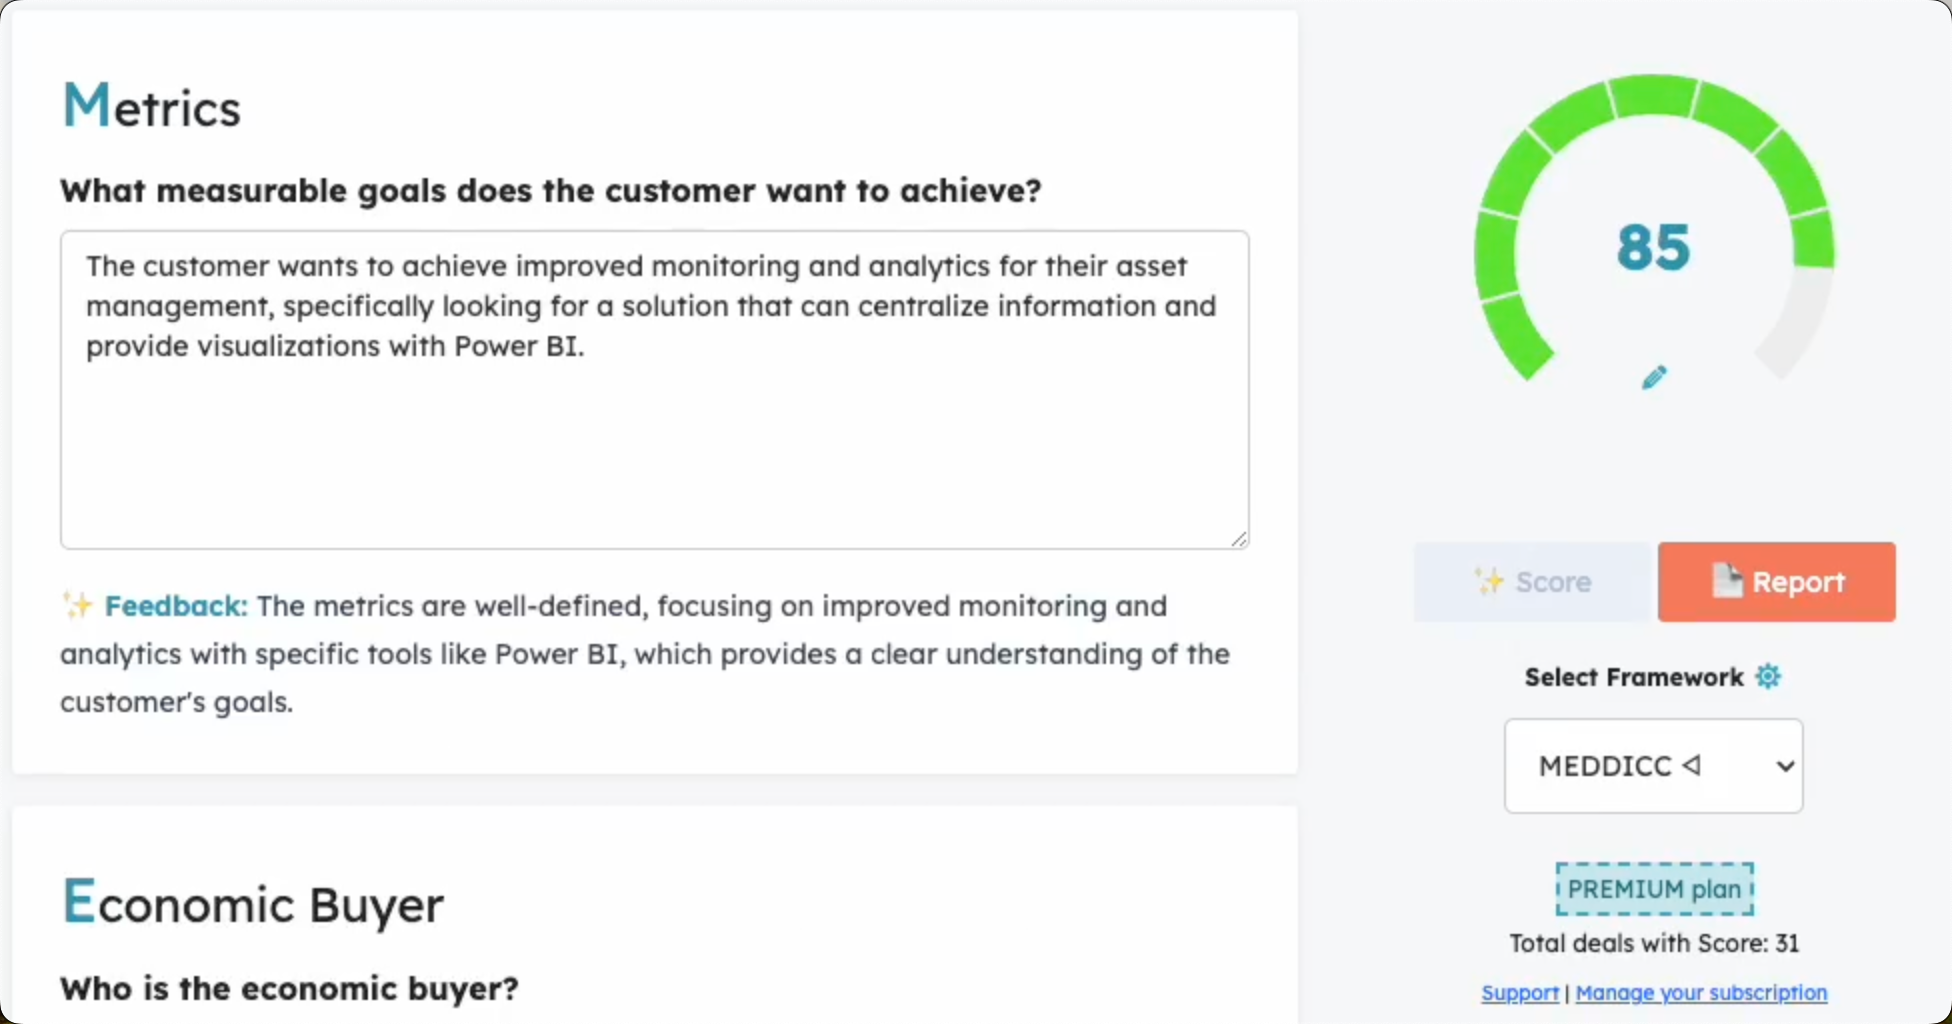 Metrics
What measurable goals does the customer want to achieve?
The customer wants to achieve improved monitoring and analytics for their asset
management, specifically looking for a solution that can centralize information and
provide visualizations with Power BI.
✨ Feedback: The metrics are well-defined, focusing on improved monitoring and
analytics with specific tools like Power BI, which provides a clear understanding of the
customer's goals.
Economic Buyer
Who is the economic buyer?
85
✨ Score
Report
Select Framework
MEDDICC
PREMIUM plan
Total deals with Score: 31
Support | Manage your subscription